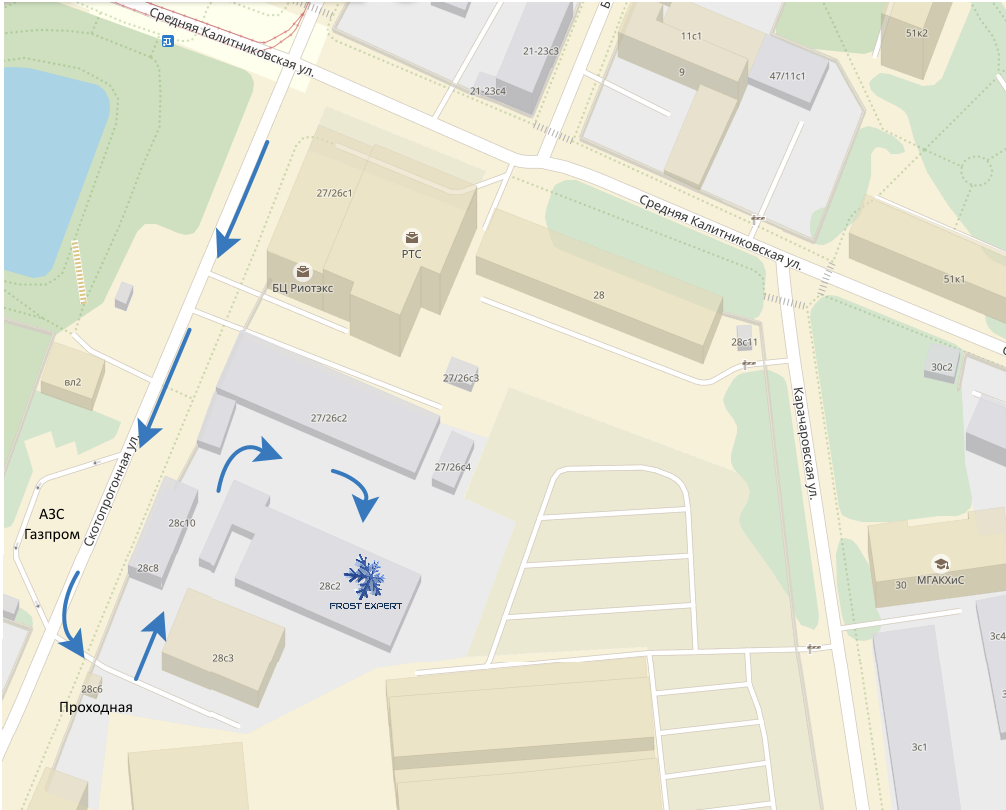 Средняя Калитниковская ул.
21-23с3
Б
11с1
9
47/11с1
51к2
21-23с4
27/26с1
РТС
БЦ Риотэкс
Средняя Калитниковская ул.
51к1
28
28с11
30с2
вл2
27/26с3
27/26с2
Карачаровская ул.
27/26с4
Скотопрогонная ул.
АЗС
Газпром
28с10
28с8
28с2
FROST EXPERT
МГАКХиС
30
3с4
28с3
28с6
Проходная
3с1